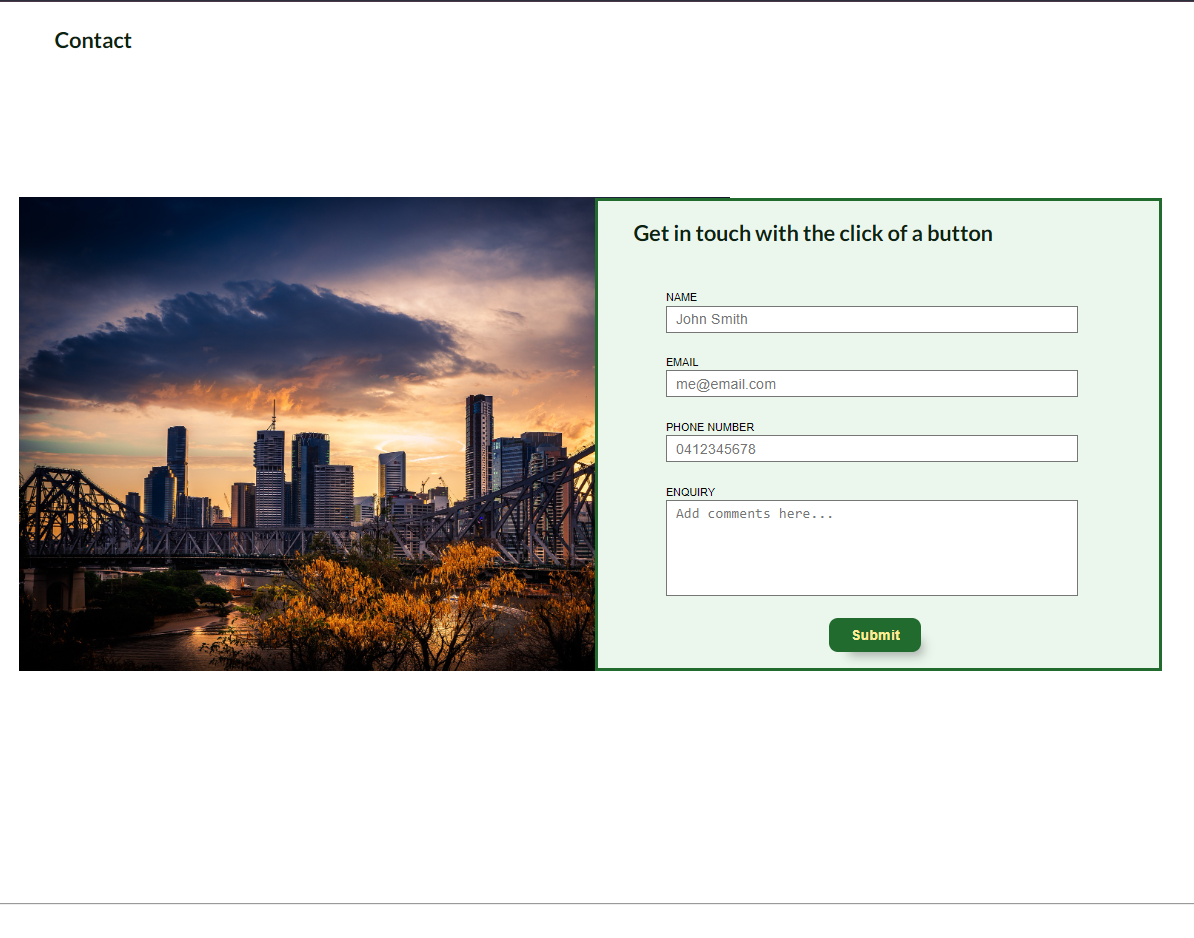 Contact
Get in touch with the click of a button
NAME
John Smith
EMAIL
me@email.com
PHONE NUMBER
0412345678
ENQUIRY
Add comments here...
Submit